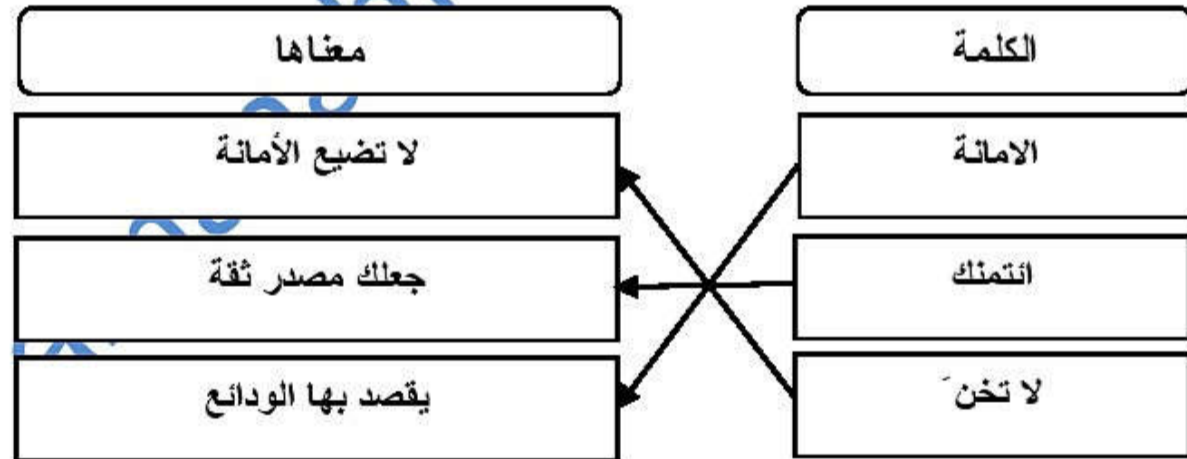 الكلمة
معناها
الامانة
لا تضيع الأمانة
ائتمنك
جعلك مصدر ثقة
لا تخن َ
يقصد بها الودائع